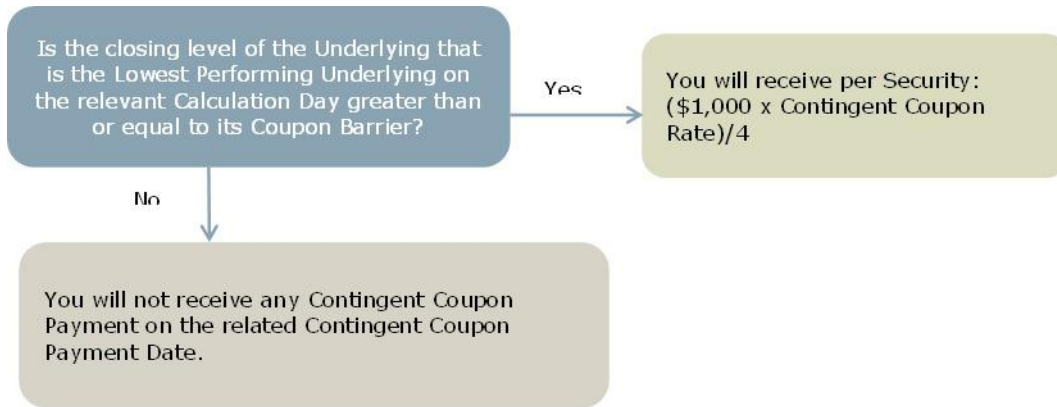 Is the closing level of the Underlying that
is the Lowest Performing Underlying on
the relevant Calculation Day greater than
or equal to its Coupon Barrier?
Yes
You will receive per Security:
($1,000 x Contingent Coupon
Rate)/4
No
You will not receive any Contingent Coupon
Payment on the related Contingent Coupon
Payment Date.